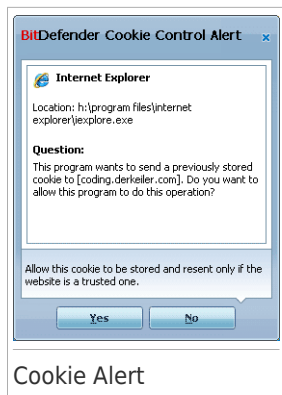 BitDefender Cookie Control Alert x
Internet Explorer
Location: h:\program files\internet
explorer\iexplore.exe
Question:
This program wants to send a previously stored
cookie to [coding.derkeiler.com]. Do you want to
allow this program to do this operation?
Allow this cookie to be stored and resent only if the
website is a trusted one.
Yes No
Cookie Alert